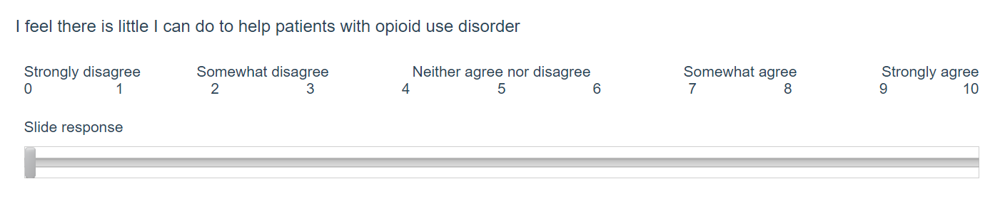 I feel there is little I can do to help patients with opioid use disorder
Strongly disagree Somewhat disagree Neither agree nor disagree Somewhat agree Strongly agree
0 1 2 3 4 5 6 7 8 9 10
Slide response